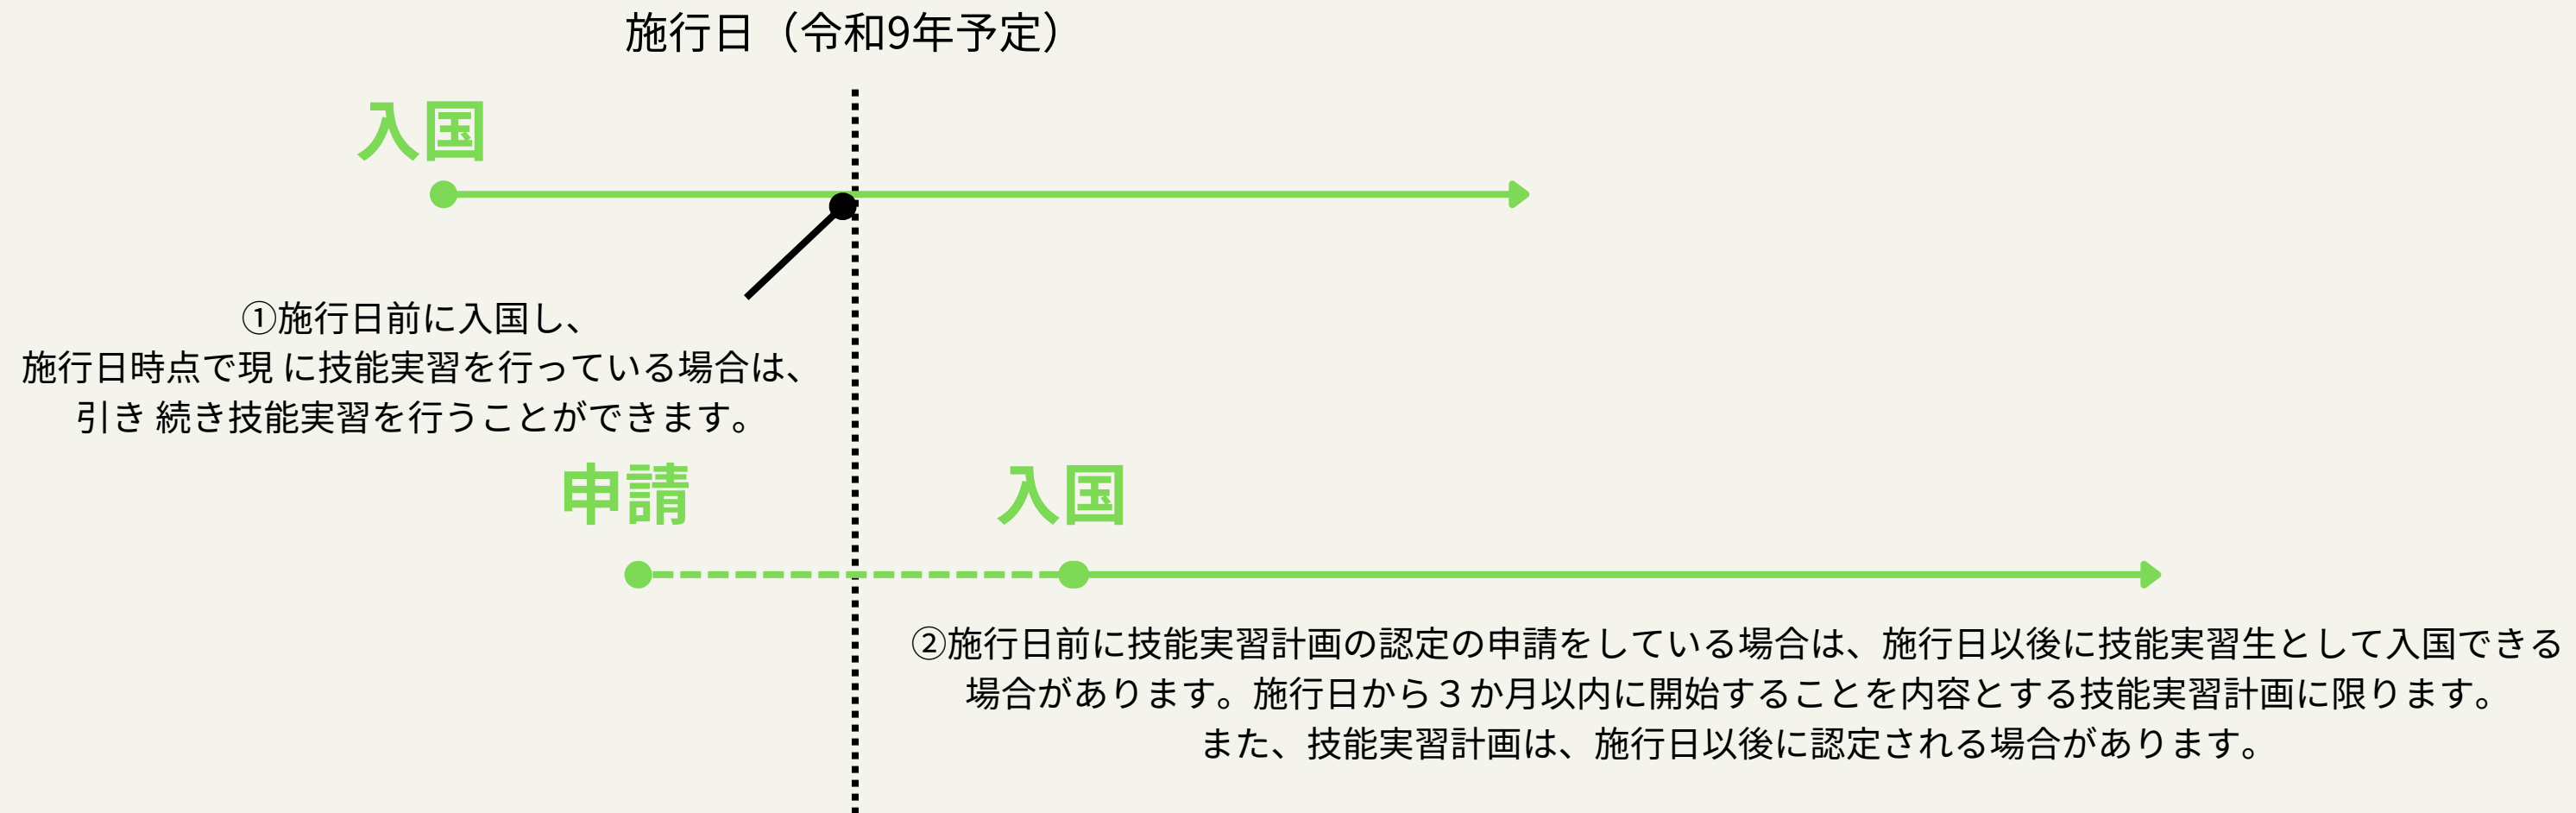 施行日（令和9年予定）
入国
①施行日前に入国し、
施行日時点で現 に技能実習を行っている場合は、
引き 続き技能実習を行うことができます。
申請
入国
②施行日前に技能実習計画の認定の申請をしている場合は、施行日以後に技能実習生として入国できる
場合があります。施行日から３か月以内に開始することを内容とする技能実習計画に限ります。
また、技能実習計画は、施行日以後に認定される場合があります。